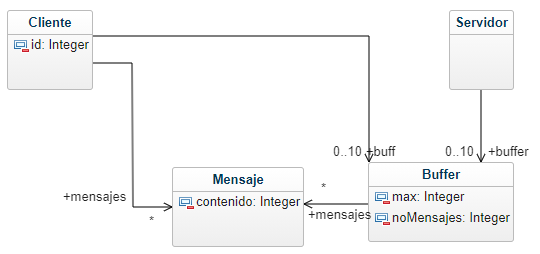 Cliente
id: Integer
Servidor
0..10 +buff
0..10 +buffer
Mensaje
contenido: Integer
Buffer
max: Integer
noMensajes: Integer
+mensajes
*
*
+mensajes